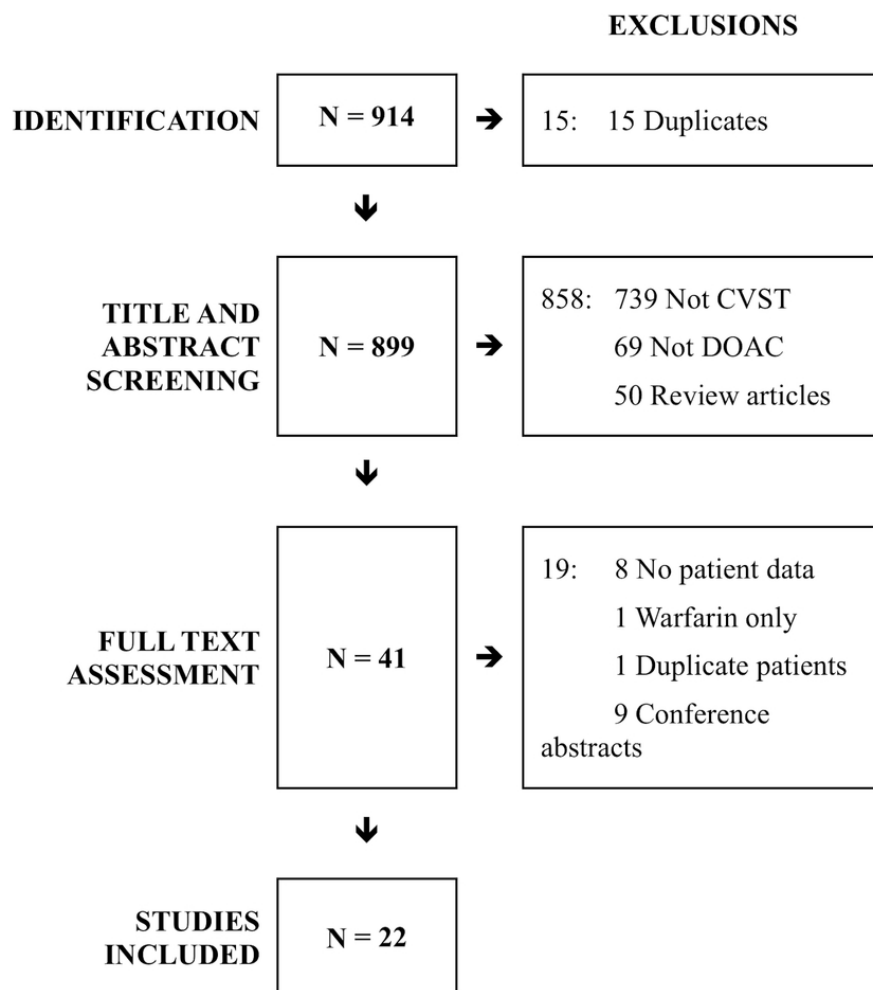 EXCLUSIONS
IDENTIFICATION
N = 914
15: 15 Duplicates
TITLE AND
ABSTRACT
SCREENING
N = 899
858: 739 Not CVST
69 Not DOAC
50 Review articles
FULL TEXT
ASSESSMENT
N = 41
19: 8 No patient data
1 Warfarin only
1 Duplicate patients
9 Conference
abstracts
STUDIES
INCLUDED
N = 22